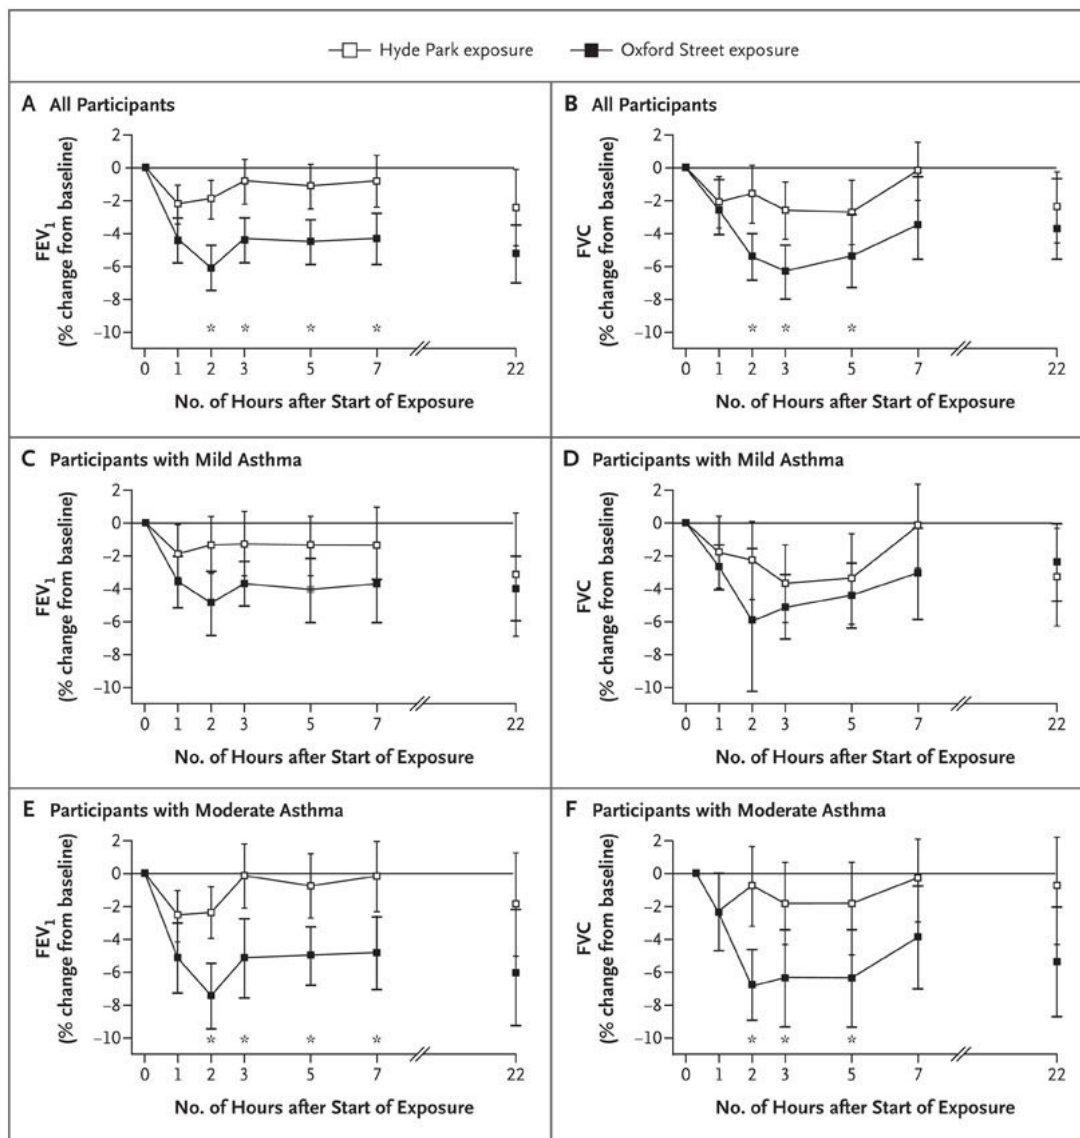 Hyde Park exposure Oxford Street exposure
A All Participants
FEV1
(% change from baseline)
2
0
−2
−4
−6
−8
−10
* * * *
0 1 2 3 5 7 22
No. of Hours after Start of Exposure
B All Participants
FVC
(% change from baseline)
2
0
−2
−4
−6
−8
−10
* * *
0 1 2 3 5 7 22
No. of Hours after Start of Exposure
C Participants with Mild Asthma
FEV1
(% change from baseline)
2
0
−2
−4
−6
−8
−10
0 1 2 3 5 7 22
No. of Hours after Start of Exposure
D Participants with Mild Asthma
FVC
(% change from baseline)
2
0
−2
−4
−6
−8
−10
0 1 2 3 5 7 22
No. of Hours after Start of Exposure
E Participants with Moderate Asthma
FEV1
(% change from baseline)
2
0
−2
−4
−6
−8
−10
* * * *
0 1 2 3 5 7 22
No. of Hours after Start of Exposure
F Participants with Moderate Asthma
FVC
(% change from baseline)
2
0
−2
−4
−6
−8
−10
* * *
0 1 2 3 5 7 22
No. of Hours after Start of Exposure